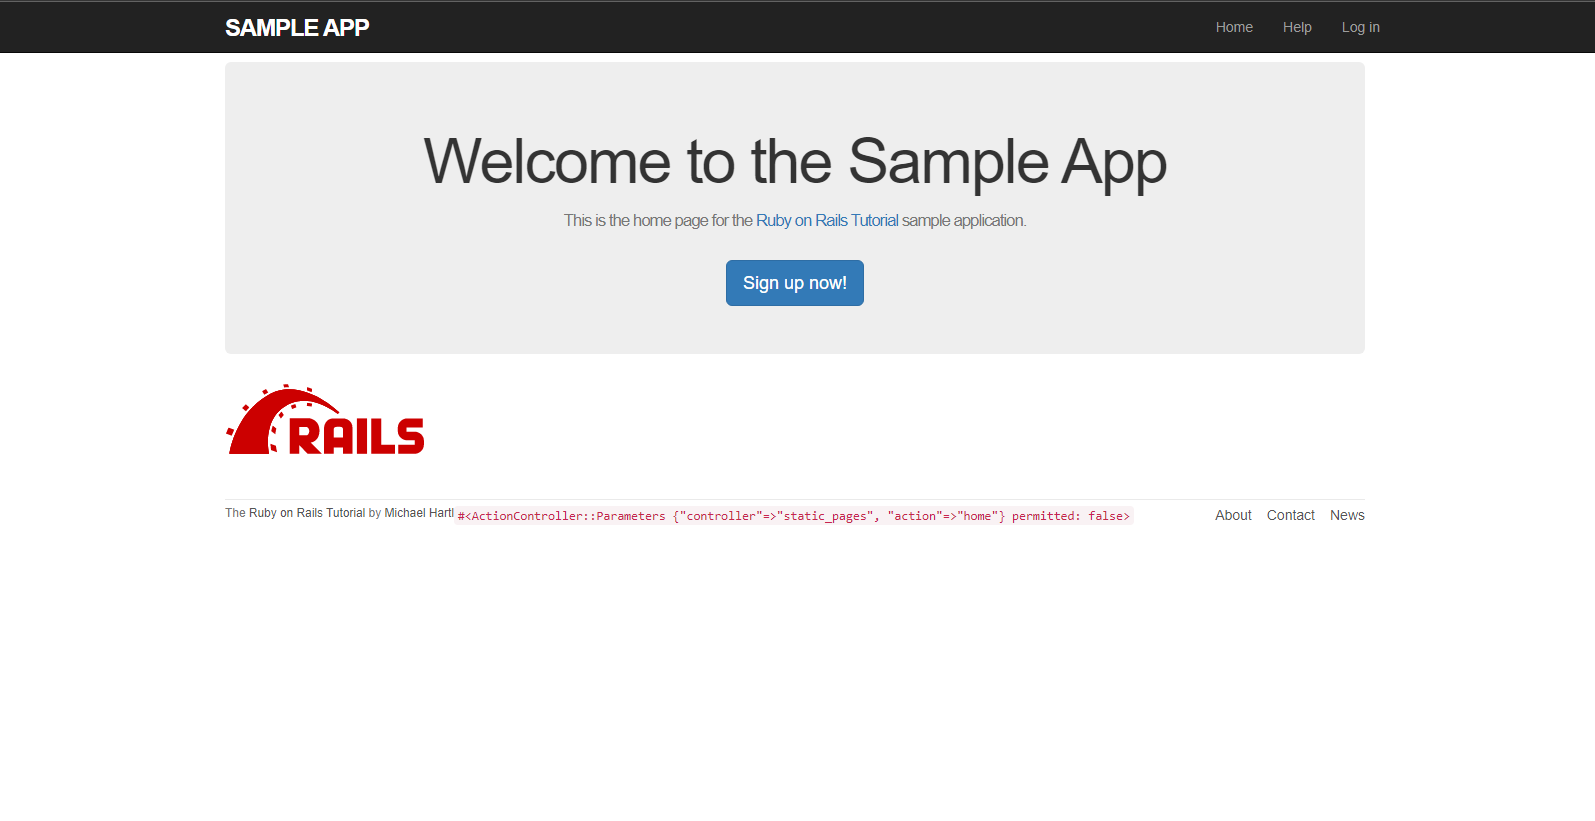 SAMPLE APP Home Help Log in
Welcome to the Sample App
This is the home page for the Ruby on Rails Tutorial sample application.
Sign up now!
RAILS
The Ruby on Rails Tutorial by Michael Hartl #<ActionController::Parameters {"controller"=>"static_pages", "action"=>"home"} permitted: false> About Contact News